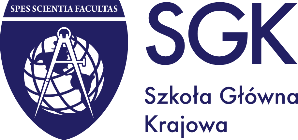 SPES SCIENTIA FACULTAS
SGK
Szkoła Główna
Krajowa